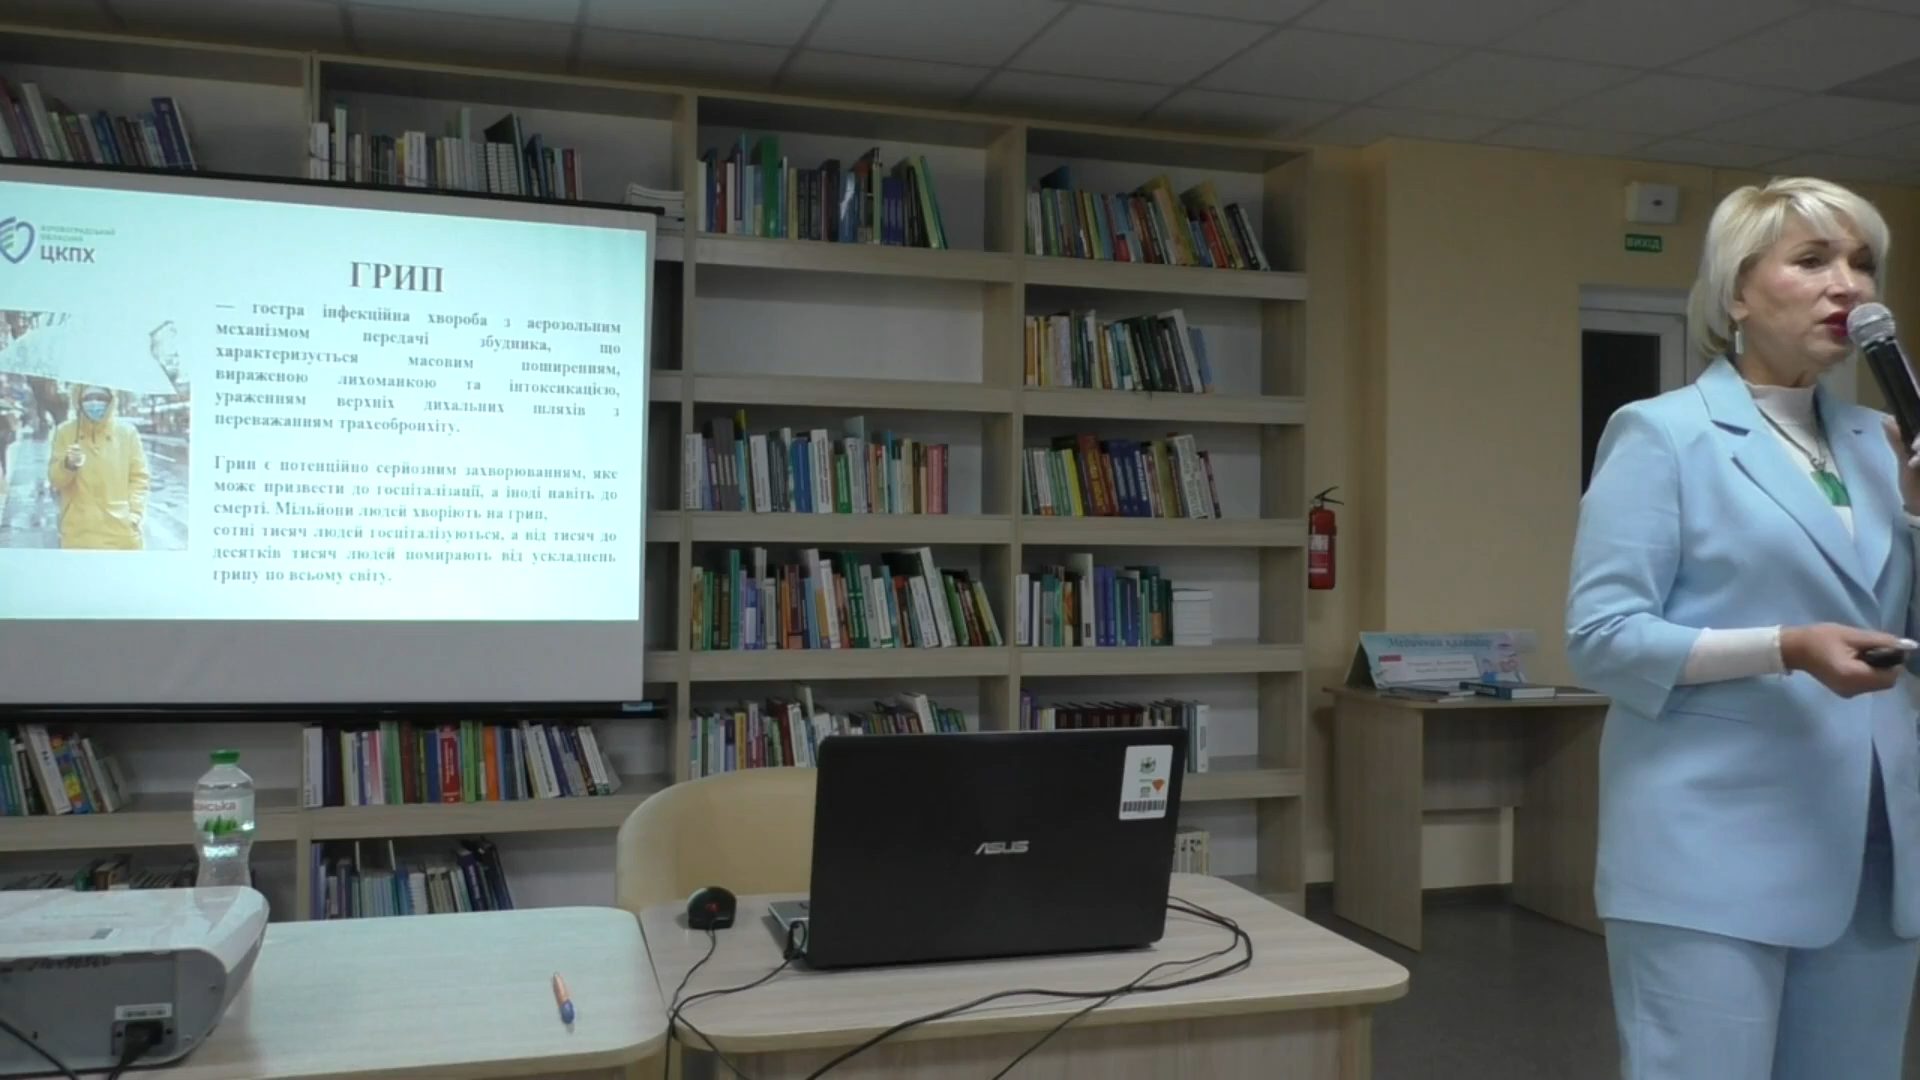 КІРОВОГРАДСЬКИЙ
ОБЛАСНИЙ
ЦКПХ
ГРИП
— гостра інфекційна хвороба з аерозольним
механізмом передачі збудника, що
характеризується масовим поширенням,
вираженою лихоманкою та інтоксикацією,
ураженням верхніх дихальних шляхів з
переважанням трахеобронхіту.
Грип є потенційно серйозним захворюванням, яке
може призвести до госпіталізації, а іноді навіть до
смерті. Мільйони людей хворіють на грип,
сотні тисяч людей госпіталізуються, а від тисяч до
десятків тисяч людей помирають від ускладнень
грипу по всьому світу.
ВИХІД
ASUS